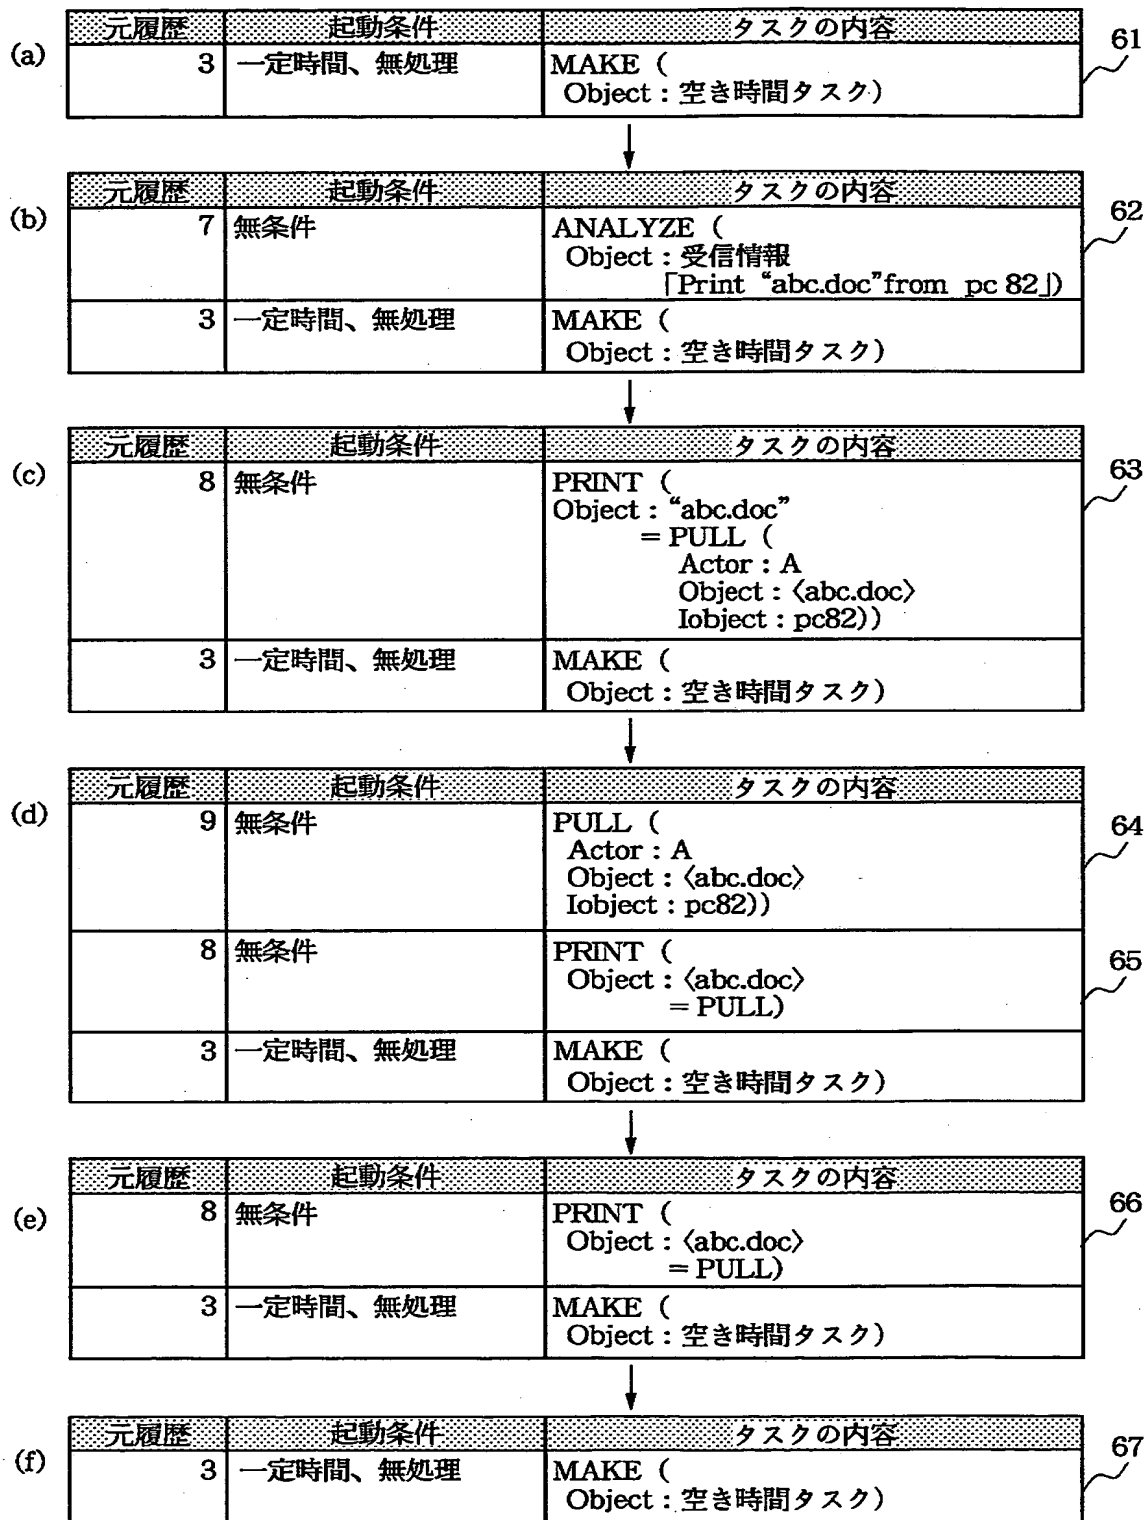 元履歴 起動条件 タスクの内容
(a) 3 一定時間、無処理 MAKE ( 61
Object : 空き時間タスク)
元履歴 起動条件 タスクの内容
(b) 7 無条件 ANALYZE ( 62
Object : 受信情報
「Print “abc.doc”from pc 82」)
3 一定時間、無処理 MAKE (
Object : 空き時間タスク)
元履歴 起動条件 タスクの内容
(c) 8 無条件 PRINT ( 63
Object : “abc.doc”
= PULL (
Actor : A
Object : 〈abc.doc〉
Iobject : pc82))
3 一定時間、無処理 MAKE (
Object : 空き時間タスク)
元履歴 起動条件 タスクの内容
(d) 9 無条件 PULL ( 64
Actor : A
Object : 〈abc.doc〉
Iobject : pc82))
8 無条件 PRINT ( 65
Object : 〈abc.doc〉
= PULL)
3 一定時間、無処理 MAKE (
Object : 空き時間タスク)
元履歴 起動条件 タスクの内容
(e) 8 無条件 PRINT ( 66
Object : 〈abc.doc〉
= PULL)
3 一定時間、無処理 MAKE (
Object : 空き時間タスク)
元履歴 起動条件 タスクの内容
(f) 3 一定時間、無処理 MAKE ( 67
Object : 空き時間タスク)